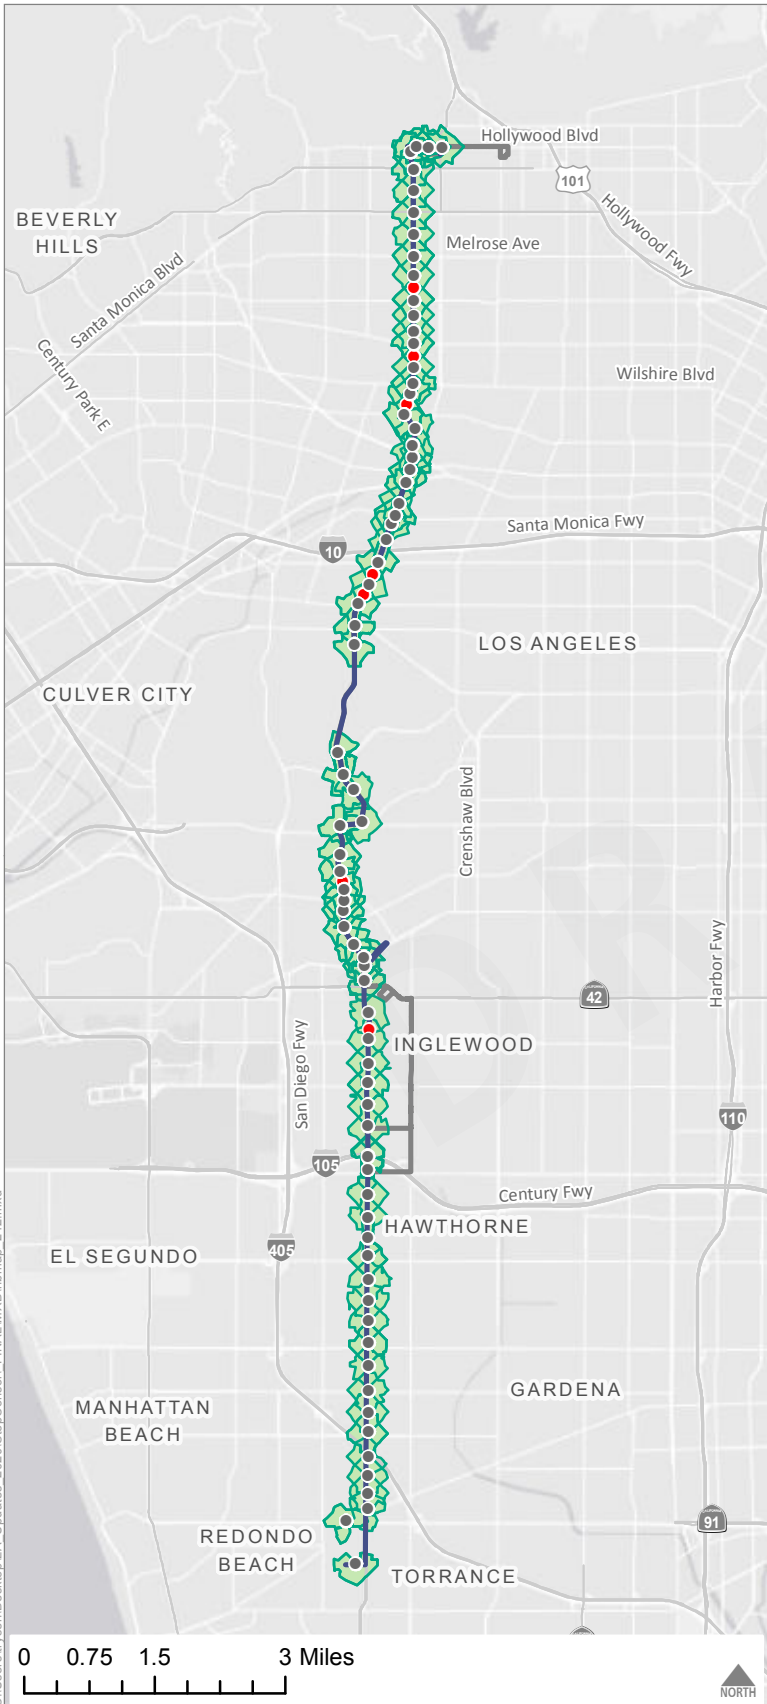 Hollywood Blvd
101
BEVERLY
HILLS
Hollywood Fwy
Melrose Ave
Santa Monica Blvd
Century Park E
Wilshire Blvd
Santa Monica Fwy
10
LOS ANGELES
CULVER CITY
Crenshaw Blvd
Harbor Fwy
42
San Diego Fwy
INGLEWOOD
110
105
Century Fwy
HAWTHORNE
405
EL SEGUNDO
GARDENA
MANHATTAN
BEACH
91
REDONDO
BEACH
TORRANCE
0 0.75 1.5 3 Miles
NORTH